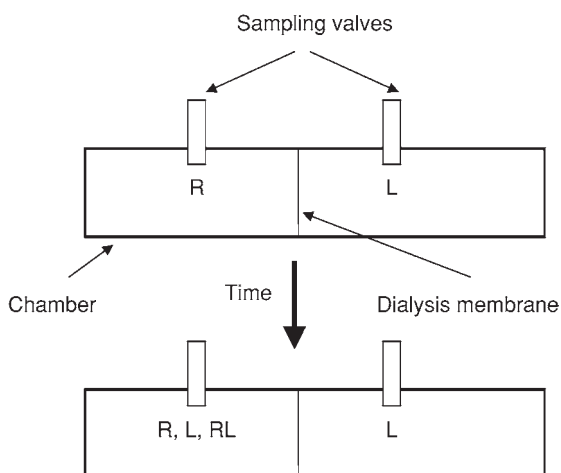 Sampling valves
R L
Chamber
Time
Dialysis membrane
R, L, RL L